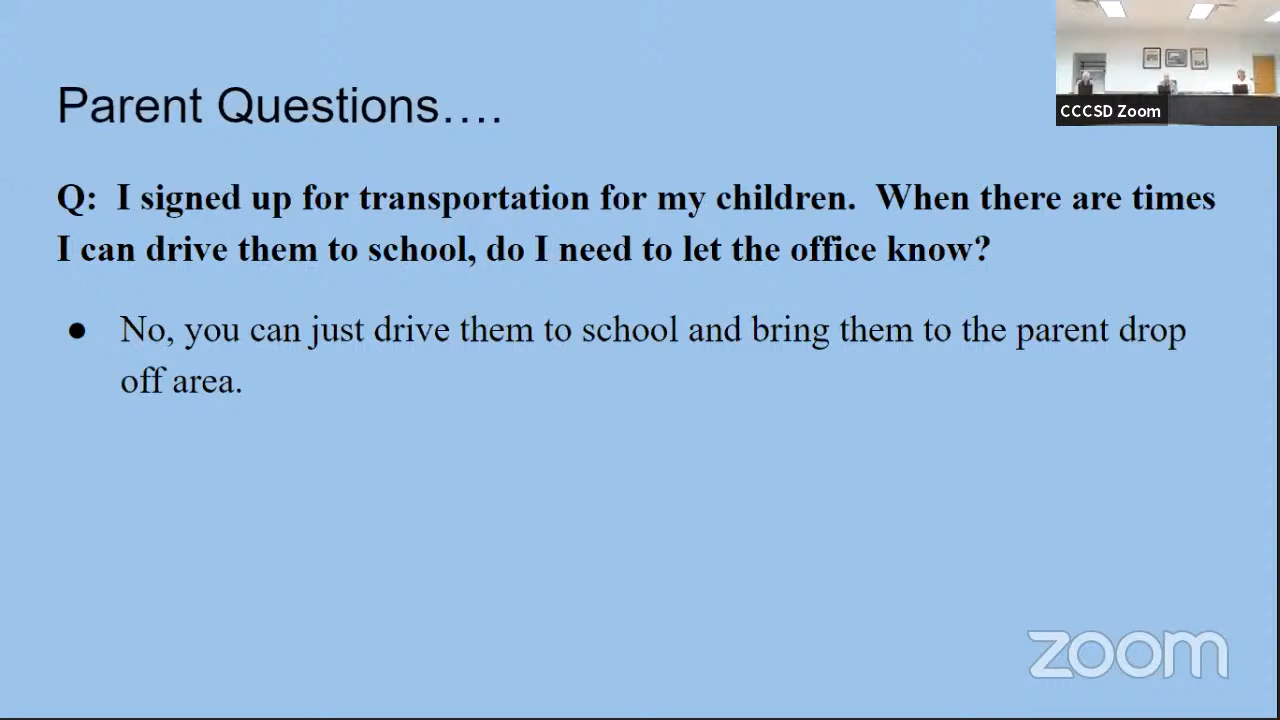 Parent Questions….
CCCSD Zoom
Q:  I signed up for transportation for my children.  When there are times
I can drive them to school, do I need to let the office know?
● No, you can just drive them to school and bring them to the parent drop
off area.
zoom